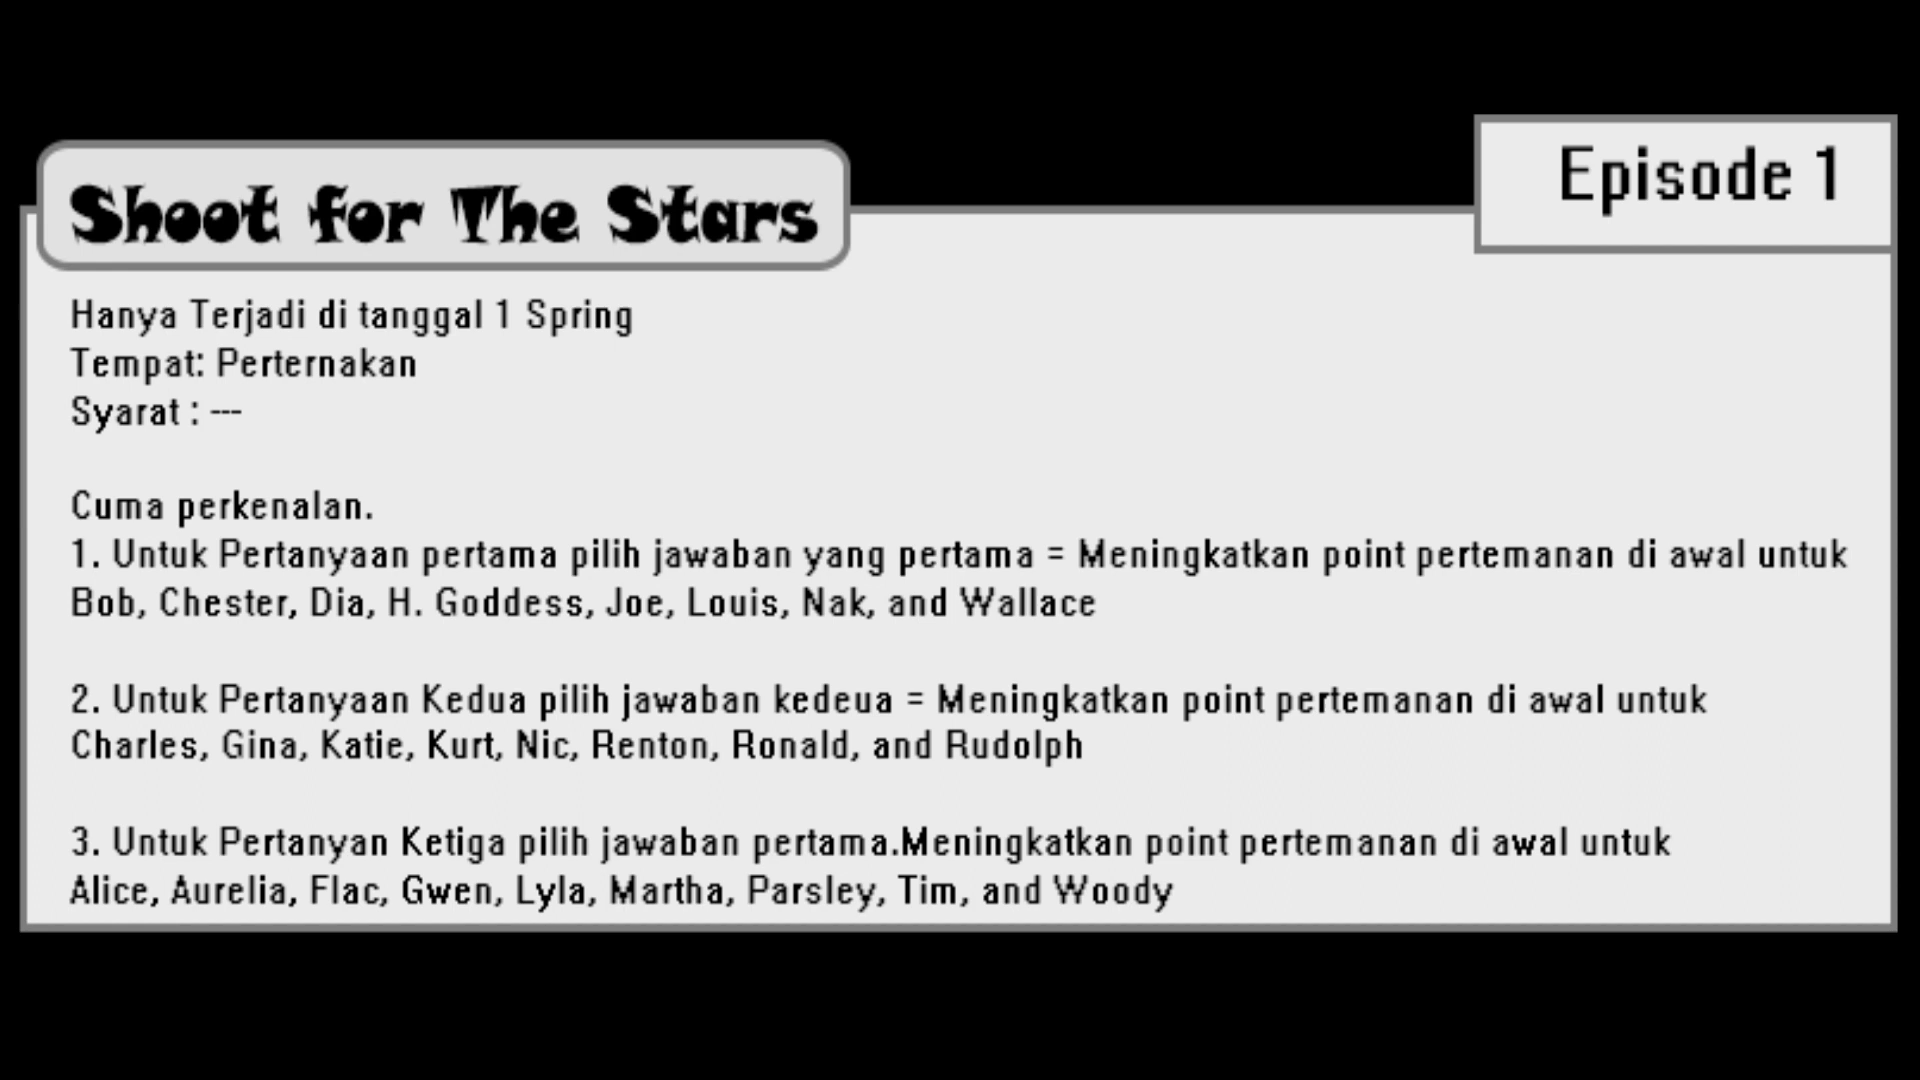 Shoot for The Stars
Episode 1
Hanya Terjadi di tanggal 1 Spring
Tempat: Perternakan
Syarat : ---
Cuma perkenalan.
1. Untuk Pertanyaan pertama pilih jawaban yang pertama = Meningkatkan point pertemanan di awal untuk
Bob, Chester, Dia, H. Goddess, Joe, Louis, Nak, and Wallace
2. Untuk Pertanyaan Kedua pilih jawaban kedeua = Meningkatkan point pertemanan di awal untuk
Charles, Gina, Katie, Kurt, Nic, Renton, Ronald, and Rudolph
3. Untuk Pertanyan Ketiga pilih jawaban pertama.Meningkatkan point pertemanan di awal untuk
Alice, Aurelia, Flac, Gwen, Lyla, Martha, Parsley, Tim, and Woody